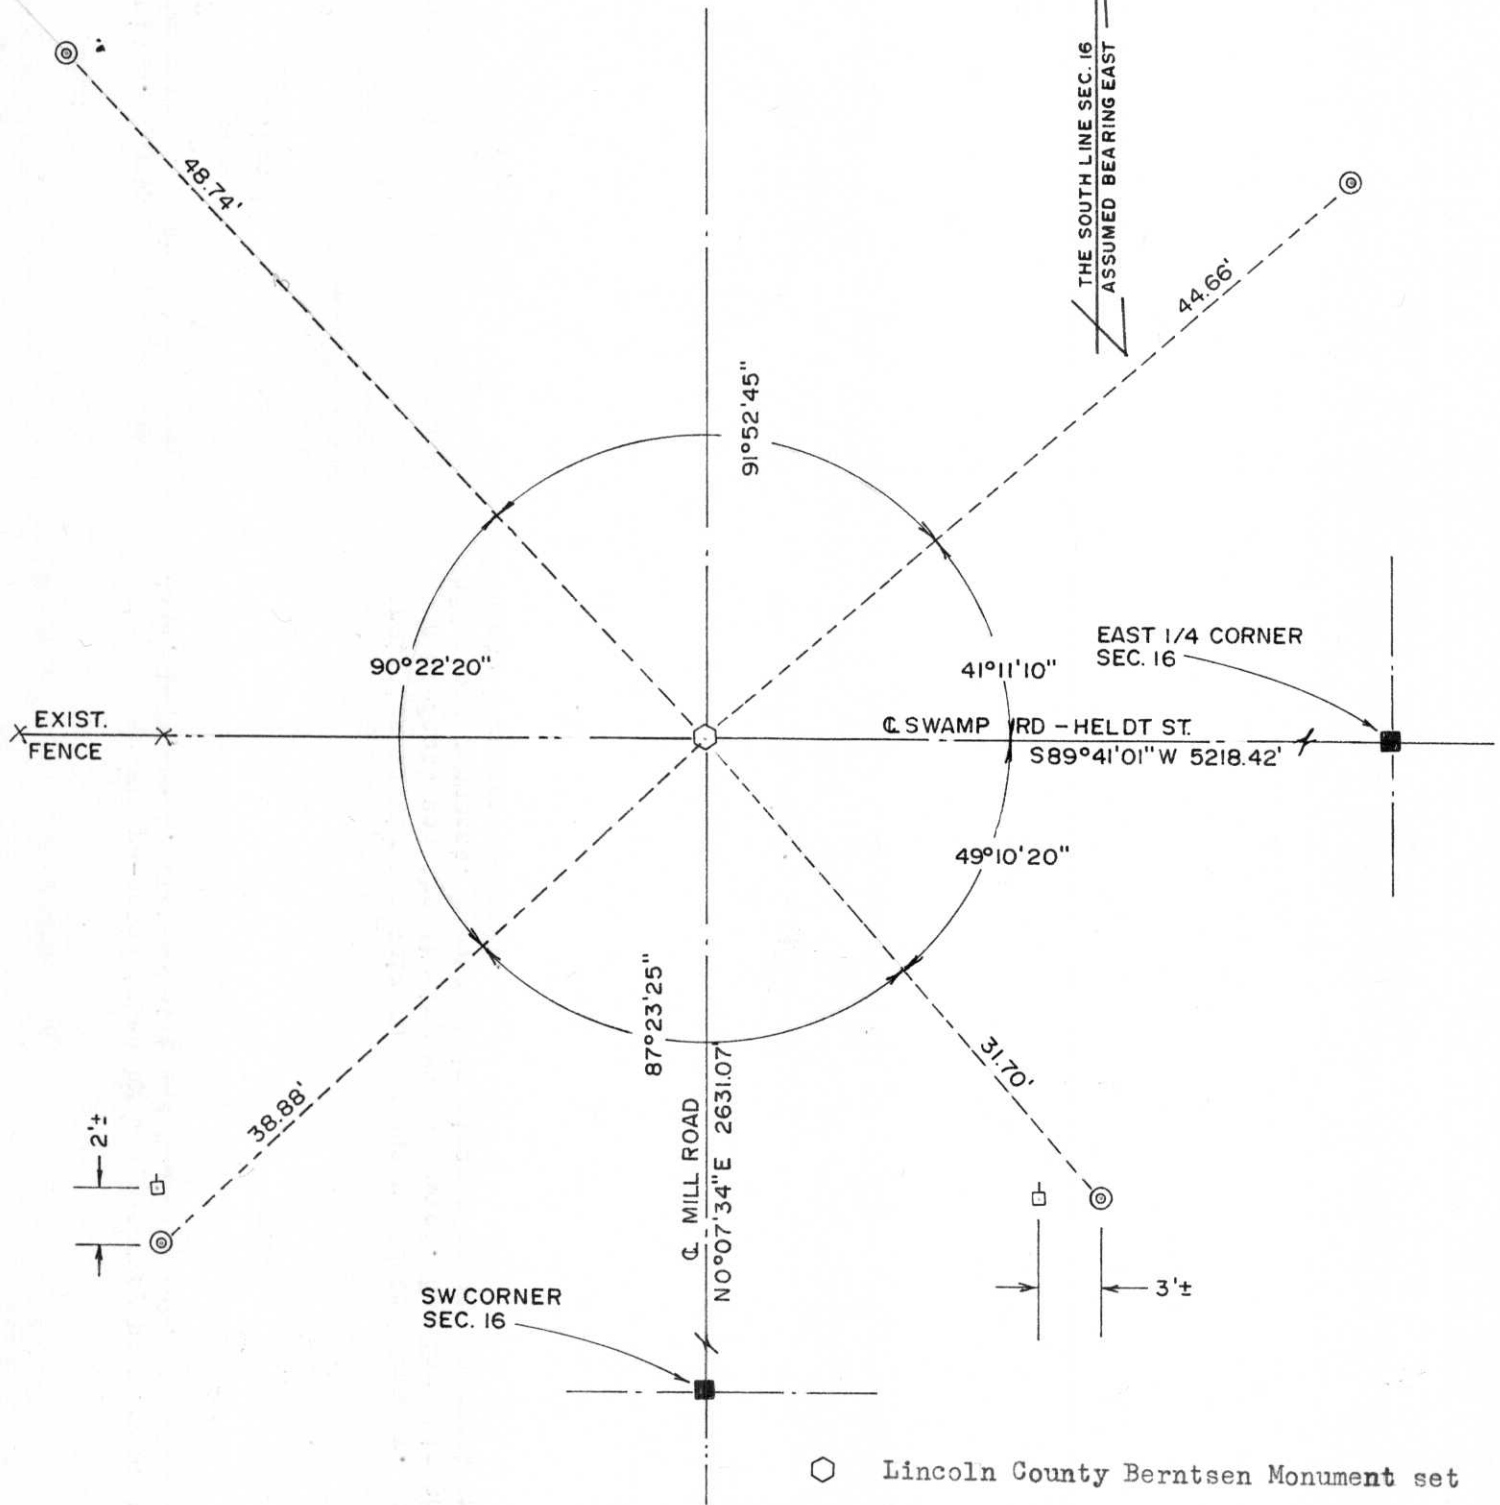 THE SOUTH LINE SEC. 16
ASSUMED BEARING EAST
48.74'
44.66'
91°52'45"
90°22'20"
41°11'10"
EAST 1/4 CORNER
SEC. 16
EXIST.
FENCE
℄ SWAMP RD - HELDT ST.
S89°41'01"W 5218.42'
49°10'20"
87°23'25"
38.88'
31.70'
2'±
℄ MILL ROAD
N0°07'34"E 2631.07'
3'±
SW CORNER
SEC. 16
Lincoln County Berntsen Monument set